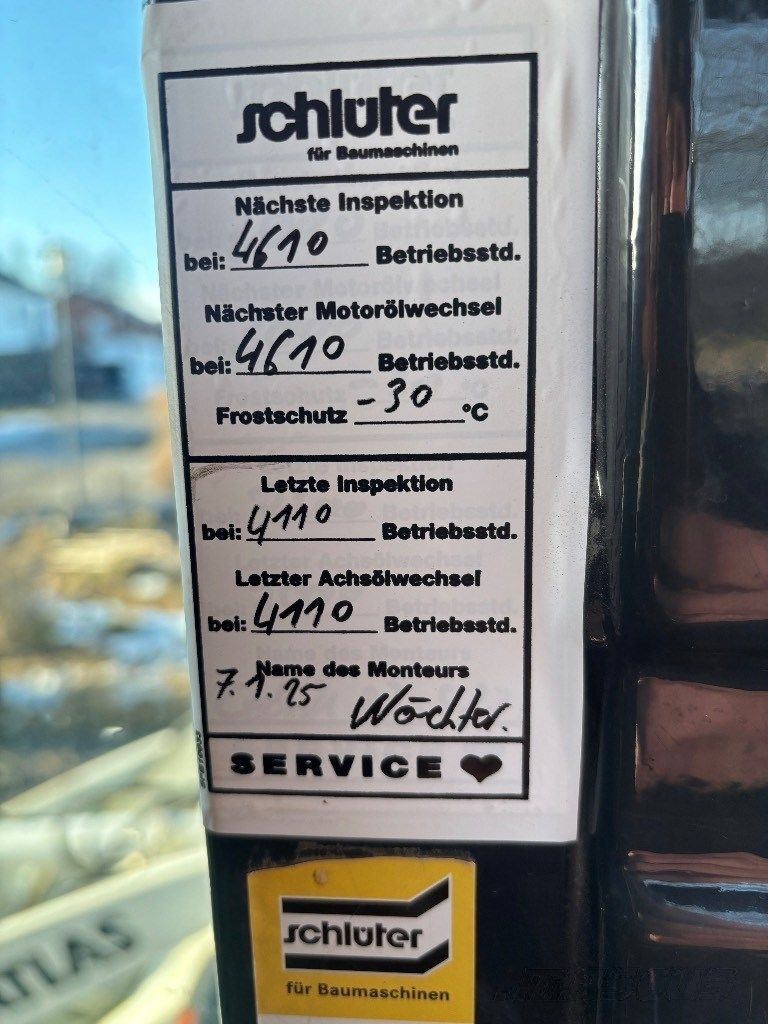 schlüter
für Baumaschinen
Nächste Inspektion
bei: 4610 Betriebsstd.
Nächster Motorölwechsel
bei: 4610 Betriebsstd.
Frostschutz -30 °C
Letzte Inspektion
bei: 4110 Betriebsstd.
Letzter Achsölwechsel
bei: 4110 Betriebsstd.
Name des Monteurs
7.1.25 Wächter.
SERVICE
schlüter
für Baumaschinen
ATLAS